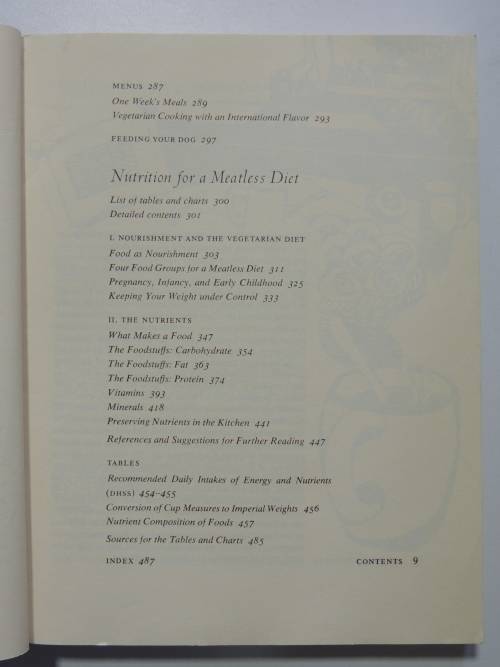 MENUS 287
One Week's Meals 289
Vegetarian Cooking with an International Flavor 293
FEEDING YOUR DOG 297
Nutrition for a Meatless Diet
List of tables and charts 300
Detailed contents 301
I. NOURISHMENT AND THE VEGETARIAN DIET
Food as Nourishment 303
Four Food Groups for a Meatless Diet 311
Pregnancy, Infancy, and Early Childhood 325
Keeping Your Weight under Control 333
II. THE NUTRIENTS
What Makes a Food 347
The Foodstuffs: Carbohydrate 354
The Foodstuffs: Fat 363
The Foodstuffs: Protein 374
Vitamins 393
Minerals 418
Preserving Nutrients in the Kitchen 441
References and Suggestions for Further Reading 447
TABLES
Recommended Daily Intakes of Energy and Nutrients
(DHSS) 454–455
Conversion of Cup Measures to Imperial Weights 456
Nutrient Composition of Foods 457
Sources for the Tables and Charts 485
INDEX 487
CONTENTS 9